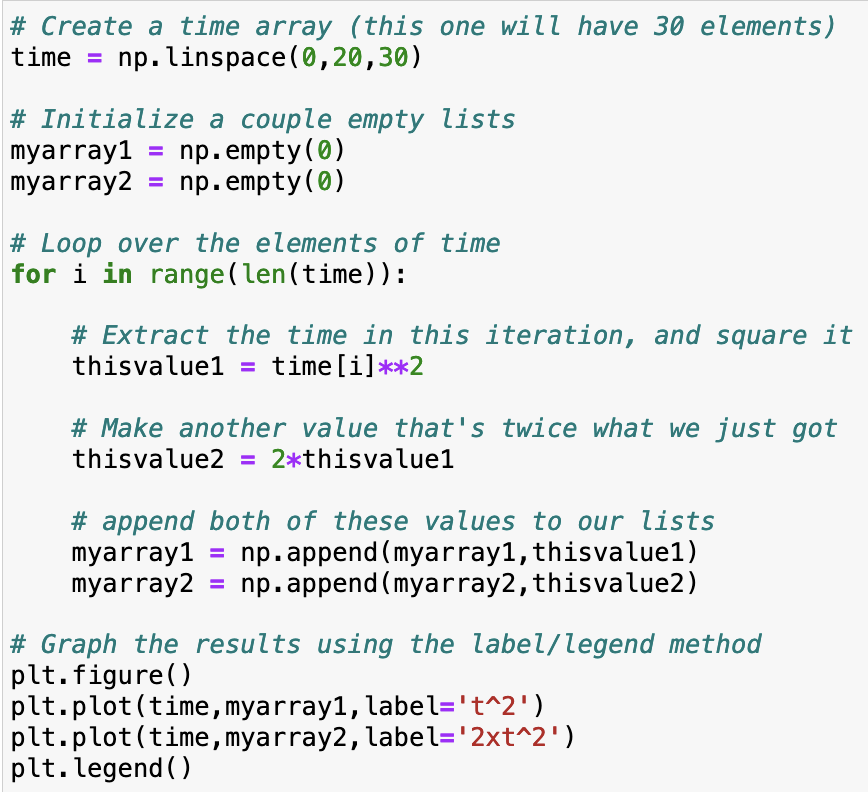 # Create a time array (this one will have 30 elements)
time = np.linspace(0,20,30)
# Initialize a couple empty lists
myarray1 = np.empty(0)
myarray2 = np.empty(0)
# Loop over the elements of time
for i in range(len(time)):
# Extract the time in this iteration, and square it
thisvalue1 = time[i]**2
# Make another value that's twice what we just got
thisvalue2 = 2*thisvalue1
# append both of these values to our lists
myarray1 = np.append(myarray1,thisvalue1)
myarray2 = np.append(myarray2,thisvalue2)
# Graph the results using the label/legend method
plt.figure()
plt.plot(time,myarray1,label='t^2')
plt.plot(time,myarray2,label='2xt^2')
plt.legend()